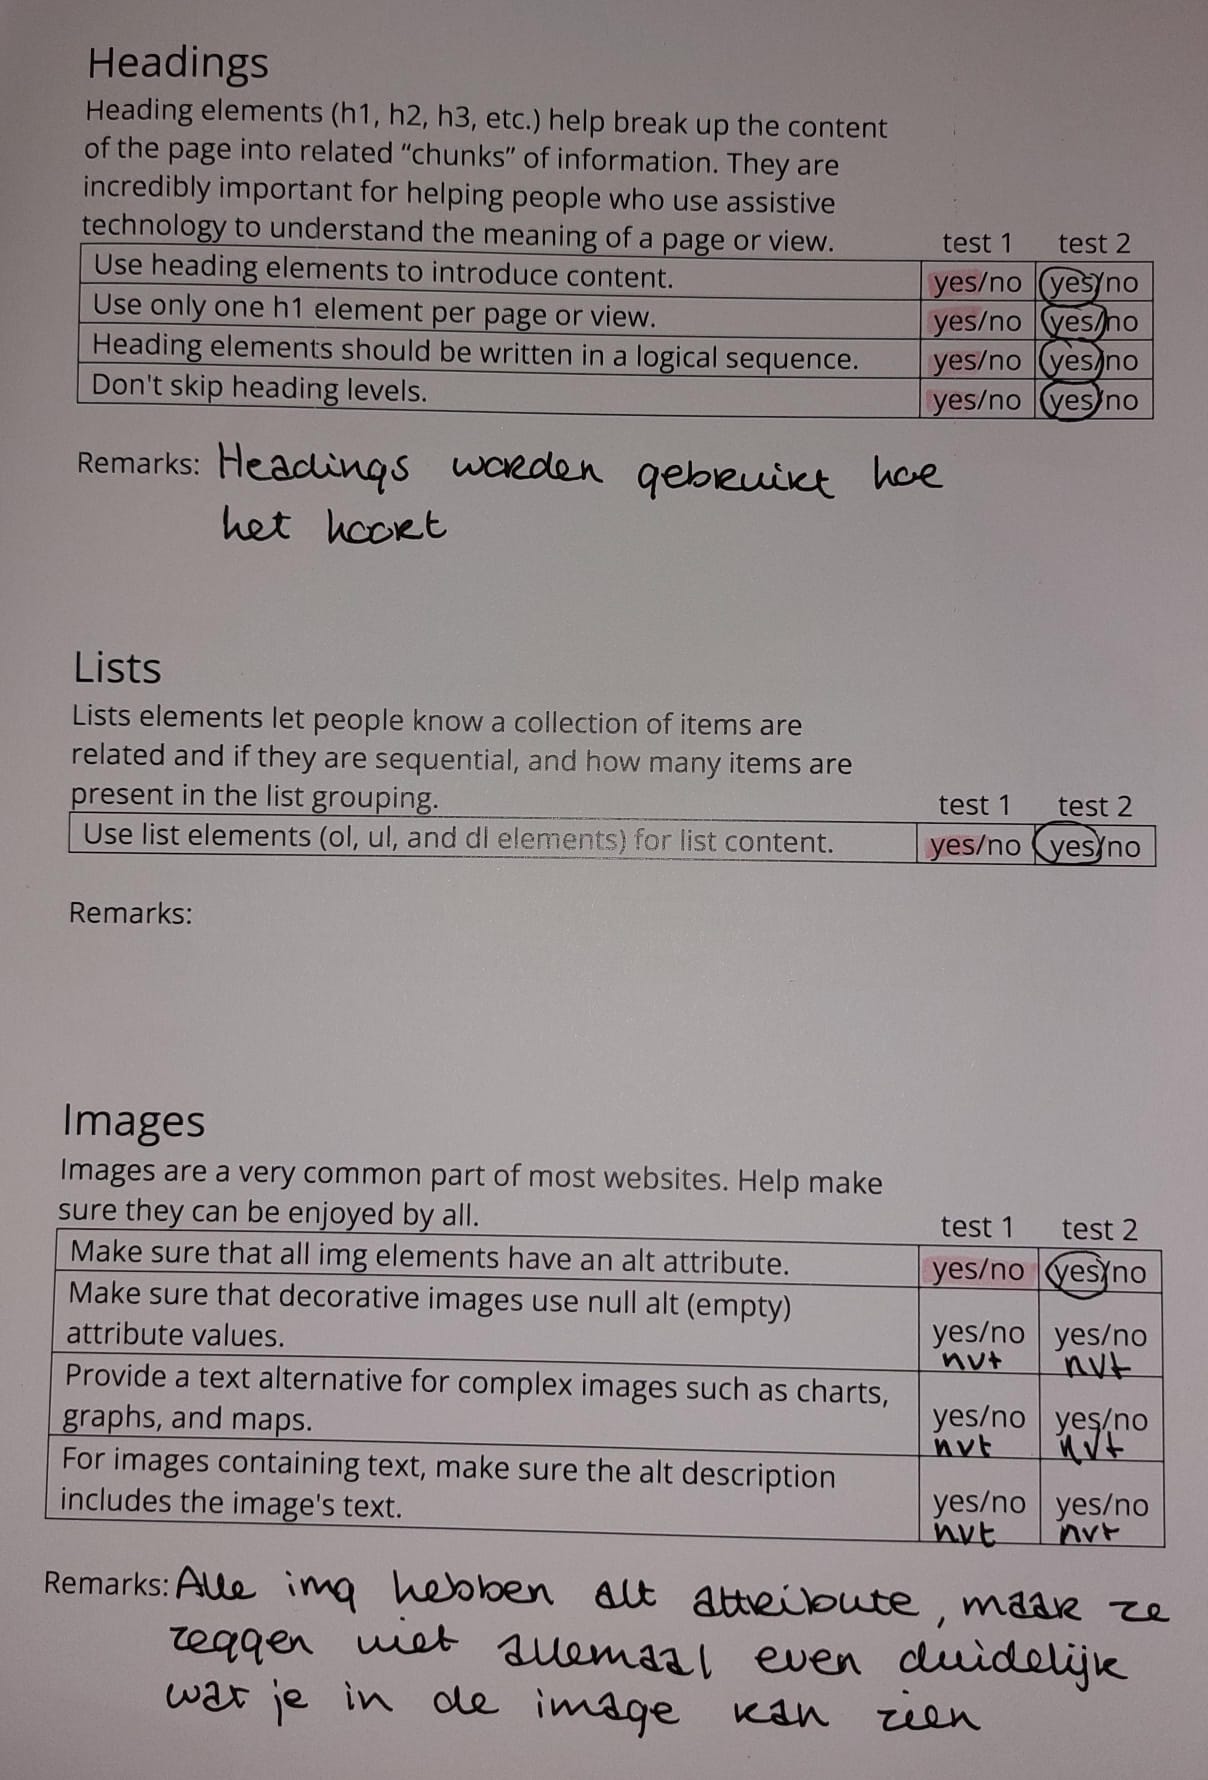 Headings
Heading elements (h1, h2, h3, etc.) help break up the content
of the page into related “chunks” of information. They are
incredibly important for helping people who use assistive
technology to understand the meaning of a page or view. test 1 test 2
Use heading elements to introduce content. yes/no yes/no
Use only one h1 element per page or view. yes/no yes/no
Heading elements should be written in a logical sequence. yes/no yes/no
Don't skip heading levels. yes/no yes/no
Remarks: Headings worden gebruikt hoe
het hoort
Lists
Lists elements let people know a collection of items are
related and if they are sequential, and how many items are
present in the list grouping. test 1 test 2
Use list elements (ol, ul, and dl elements) for list content. yes/no yes/no
Remarks:
Images
Images are a very common part of most websites. Help make
sure they can be enjoyed by all. test 1 test 2
Make sure that all img elements have an alt attribute. yes/no yes/no
Make sure that decorative images use null alt (empty)
attribute values. yes/no yes/no
nvt nvt
Provide a text alternative for complex images such as charts,
graphs, and maps. yes/no yes/no
nvt nvt
For images containing text, make sure the alt description
includes the image's text. yes/no yes/no
nvt nvt
Remarks: Alle img hebben alt attribute, maar ze
zeggen niet allemaal even duidelijk
wat je in de image kan zien